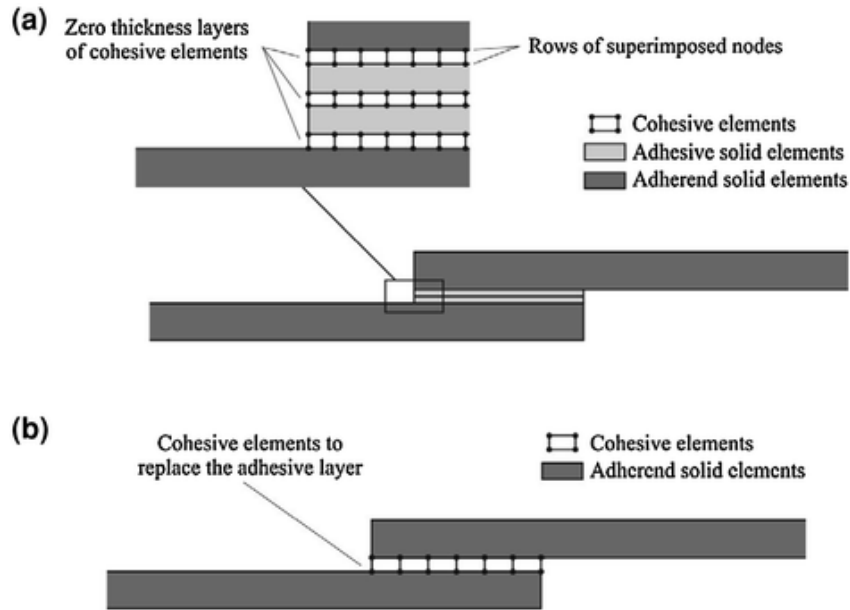 (a)
Zero thickness layers
of cohesive elements
Rows of superimposed nodes
Cohesive elements
Adhesive solid elements
Adherend solid elements
(b)
Cohesive elements to
replace the adhesive layer
Cohesive elements
Adherend solid elements